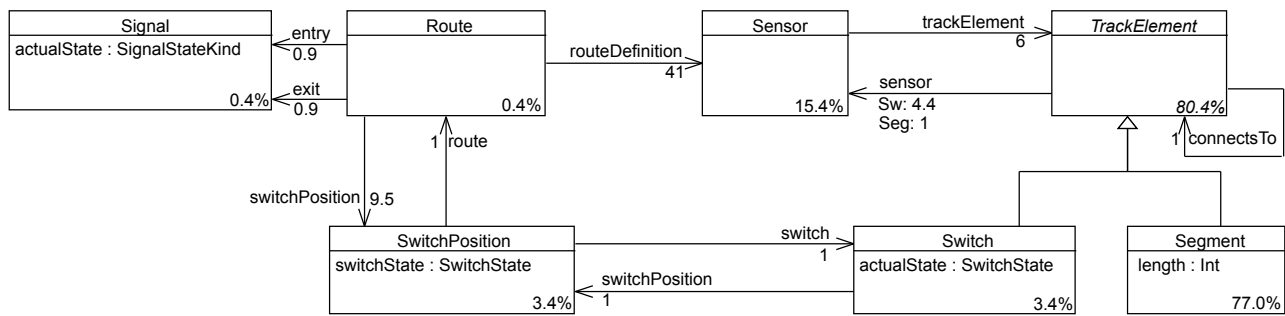 Signal
actualState : SignalStateKind
0.4%
entry
0.9
exit
0.9
Route
0.4%
routeDefinition
41
Sensor
15.4%
trackElement
6
sensor
Sw: 4.4
Seg: 1
TrackElement
80.4%
1 connectsTo
1 route
switchPosition 9.5
SwitchPosition
switchState : SwitchState
3.4%
switch
1
switchPosition
1
Switch
actualState : SwitchState
3.4%
Segment
length : Int
77.0%